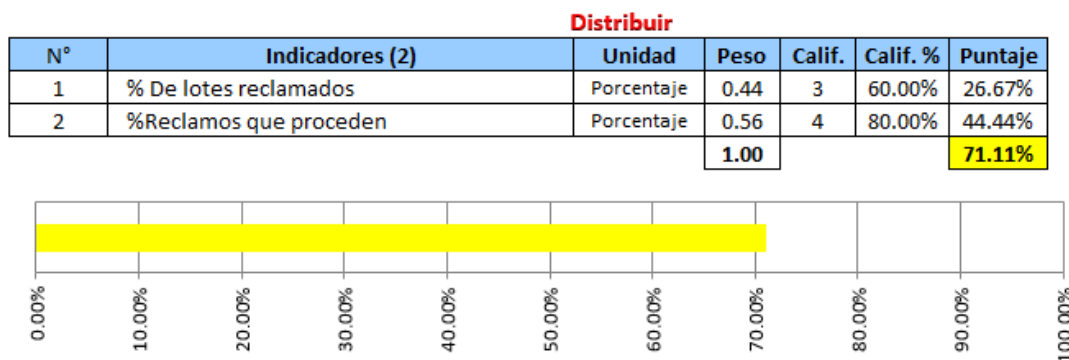 Distribuir
N° Indicadores (2) Unidad Peso Calif. Calif. % Puntaje
1 % De lotes reclamados Porcentaje 0.44 3 60.00% 26.67%
2 %Reclamos que proceden Porcentaje 0.56 4 80.00% 44.44%
1.00 71.11%
0.00% 10.00% 20.00% 30.00% 40.00% 50.00% 60.00% 70.00% 80.00% 90.00% 100.00%